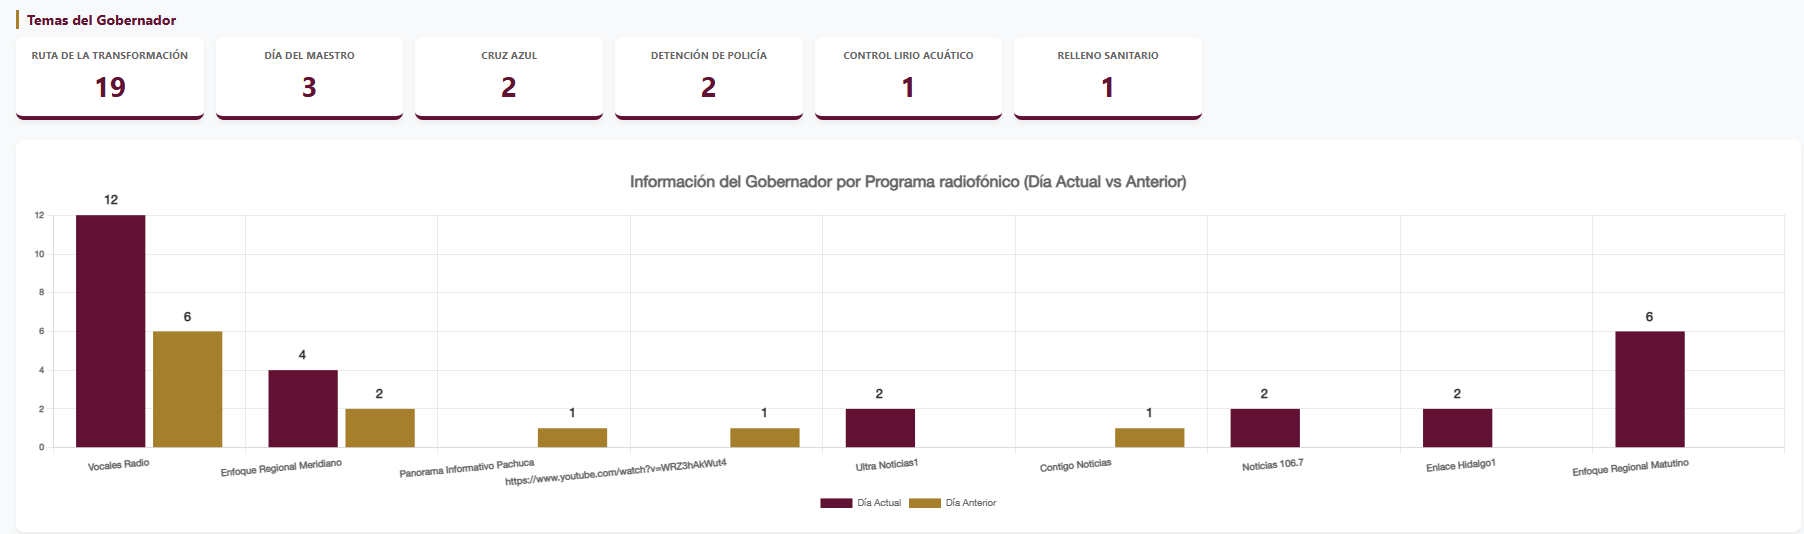 Temas del Gobernador
RUTA DE LA TRANSFORMACIÓN
19
DÍA DEL MAESTRO
3
CRUZ AZUL
2
DETENCIÓN DE POLICÍA
2
CONTROL LIRIO ACUÁTICO
1
RELLENO SANITARIO
1
Información del Gobernador por Programa radiofónico (Día Actual vs Anterior)
12
10
8
6
4
2
0
12
6
4
2
1
1
2
1
2
2
6
Vocales Radio
Enfoque Regional Meridiano
Panorama Informativo Pachuca
https://www.youtube.com/watch?v=WRZ3hAkWut4
Ultra Noticias1
Contigo Noticias
Noticias 106.7
Enlace Hidalgo1
Enfoque Regional Matutino
Día Actual
Día Anterior